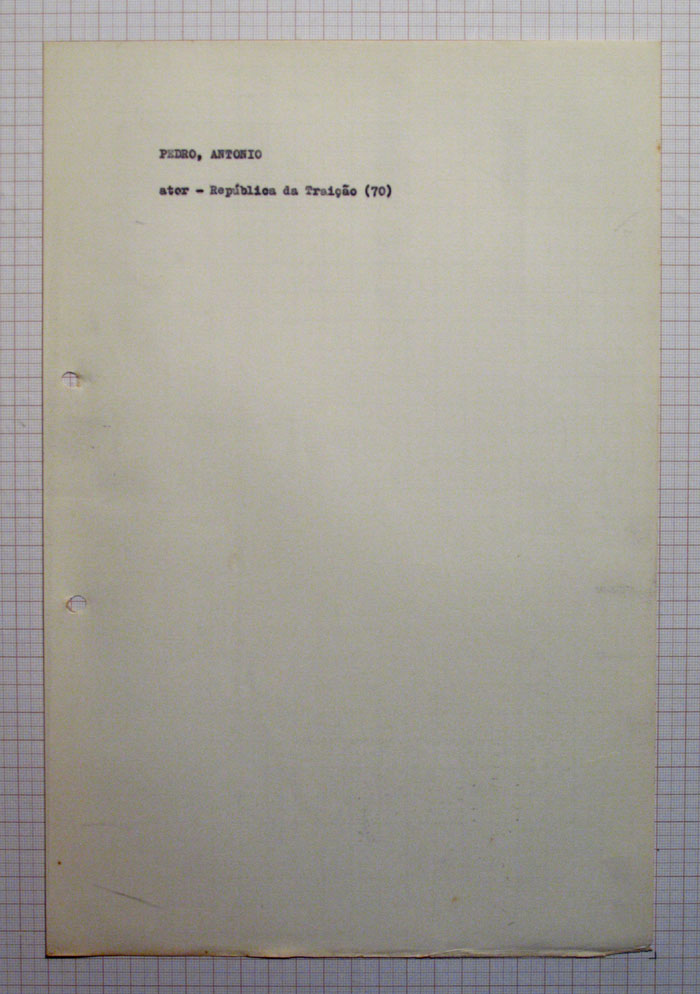 PEDRO, ANTONIO
ator - República da Traição (70)